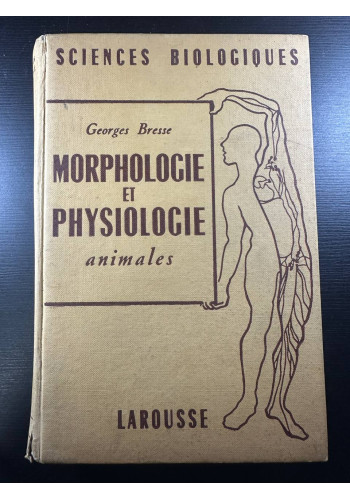 SCIENCES BIOLOGIQUES
Georges Bresse
MORPHOLOGIE
ET
PHYSIOLOGIE
animales
LAROUSSE